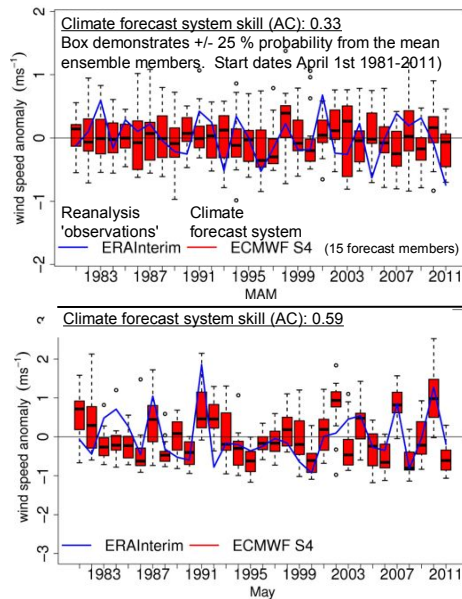 Climate forecast system skill (AC): 0.33
Box demonstrates +/- 25 % probability from the mean
ensemble members. Start dates April 1st 1981-2011)
wind speed anomaly (ms⁻¹)
2
1
0
−1
−2
Reanalysis
'observations'
Climate
forecast system
ERAInterim
ECMWF S4
(15 forecast members)
1983 1987 1991 1995 1999 2003 2007 2011
MAM
Climate forecast system skill (AC): 0.59
wind speed anomaly (ms⁻¹)
2
1
0
−1
−2
−3
ERAInterim
ECMWF S4
1983 1987 1991 1995 1999 2003 2007 2011
May